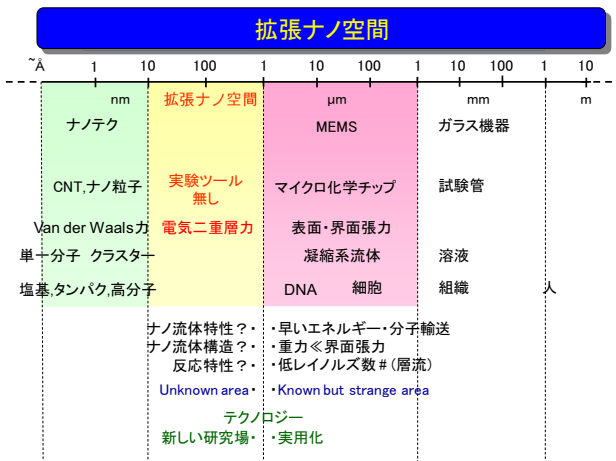 拡張ナノ空間
~Å 1 10 100 1 10 100 1 10 100 1 10
nm 拡張ナノ空間 μm mm m
ナノテク MEMS ガラス機器
CNT,ナノ粒子 実験ツール無し マイクロ化学チップ 試験管
Van der Waals力 電気二重層力 表面・界面張力
単一分子 クラスター 凝縮系流体 溶液
塩基,タンパク,高分子 DNA 細胞 組織 人
ナノ流体特性？・ ・早いエネルギー・分子輸送
ナノ流体構造？・ ・重力≪界面張力
反応特性？・ ・低レイノルズ数#(層流)
Unknown area・ ・Known but strange area
テクノロジー
新しい研究場・ ・実用化